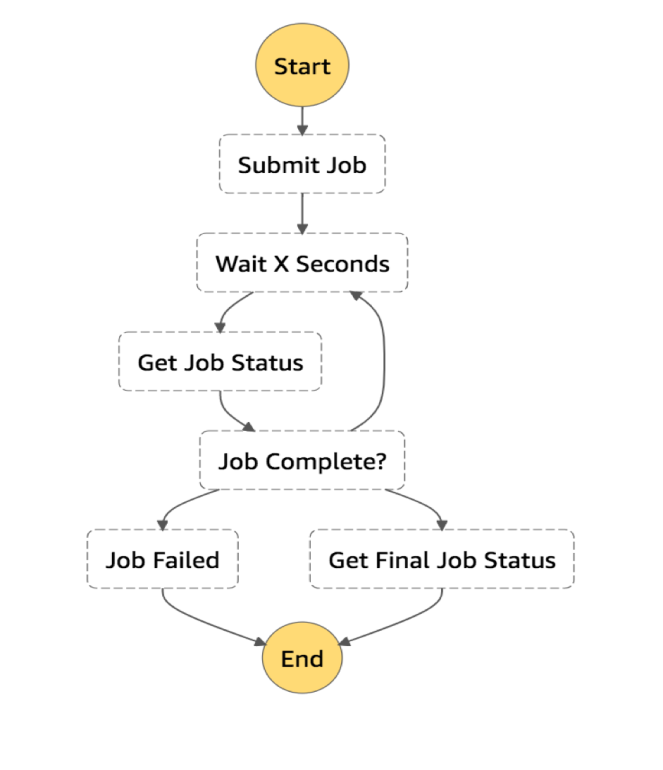 Start
Submit Job
Wait X Seconds
Get Job Status
Job Complete?
Job Failed
Get Final Job Status
End